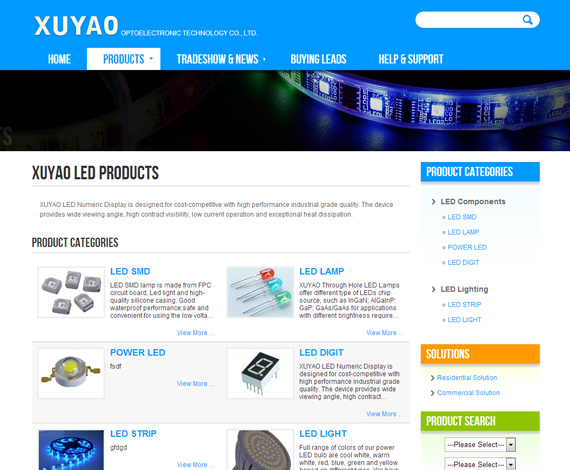 XUYAO OPTOELECTRONIC TECHNOLOGY CO., LTD.
HOME PRODUCTS TRADESHOW & NEWS BUYING LEADS HELP & SUPPORT
XUYAO LED PRODUCTS
XUYAO LED Numeric Display is designed for cost-competitive with high performance industrial grade quality. The device
provides wide viewing angle, high contrast visibility, low current operation and exceptional heat dissipation.
PRODUCT CATEGORIES
LED SMD
LED SMD lamp is made from FPC
circuit board, Led light and high-
quality silicone casing. Good
waterproof performance,safe and
convenient for using the low volta...
View More ...
LED LAMP
XUYAO Through Hole LED Lamps
offer different type of LEDs chip
source, such as InGaN; AlGaInP;
GaP; GaAs/GaAs for applications
with different brightness require...
View More ...
POWER LED
fsdf
View More ...
LED DIGIT
XUYAO LED Numeric Display is
designed for cost-competitive with
high performance industrial grade
quality. The device provides wide
viewing angle, high contrast...
View More ...
LED STRIP
gfdgd
LED LIGHT
Full range of colors of our power
LED bulb are cool white, warm
white, red, blue, green and yellow
PRODUCT CATEGORIES
LED Components
LED SMD
LED LAMP
POWER LED
LED DIGIT
LED Lighting
LED STRIP
LED LIGHT
SOLUTIONS
Residential Solution
Commercial Solution
PRODUCT SEARCH
---Please Select---
---Please Select---